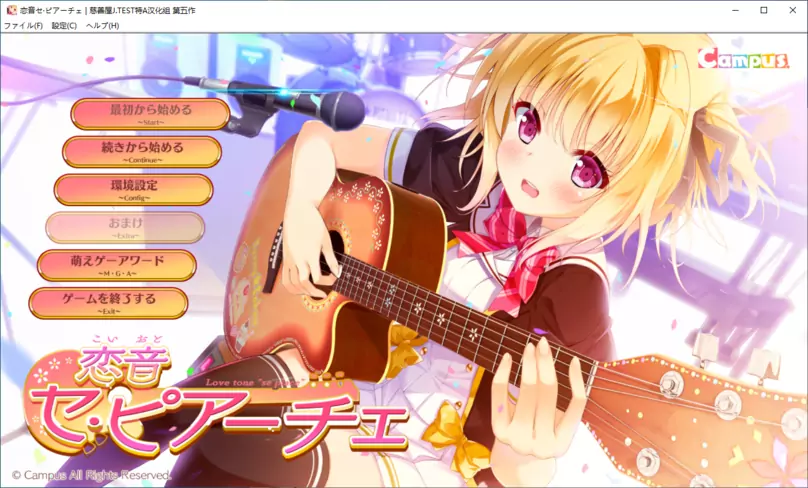 恋音セ・ピアーチェ | 慈善屋J.TEST特A汉化组 第五作
ファイル(F) 設定(C) ヘルプ(H)
Campus
最初から始める
~Start~
続きから始める
~Continue~
環境設定
~Config~
おまけ
~Extra~
萌えゲーアワード
~M・G・A~
ゲームを終了する
~Exit~
こい おと
恋音
Love tone
セ・ピアーチェ
© Campus All Rights Reserved.